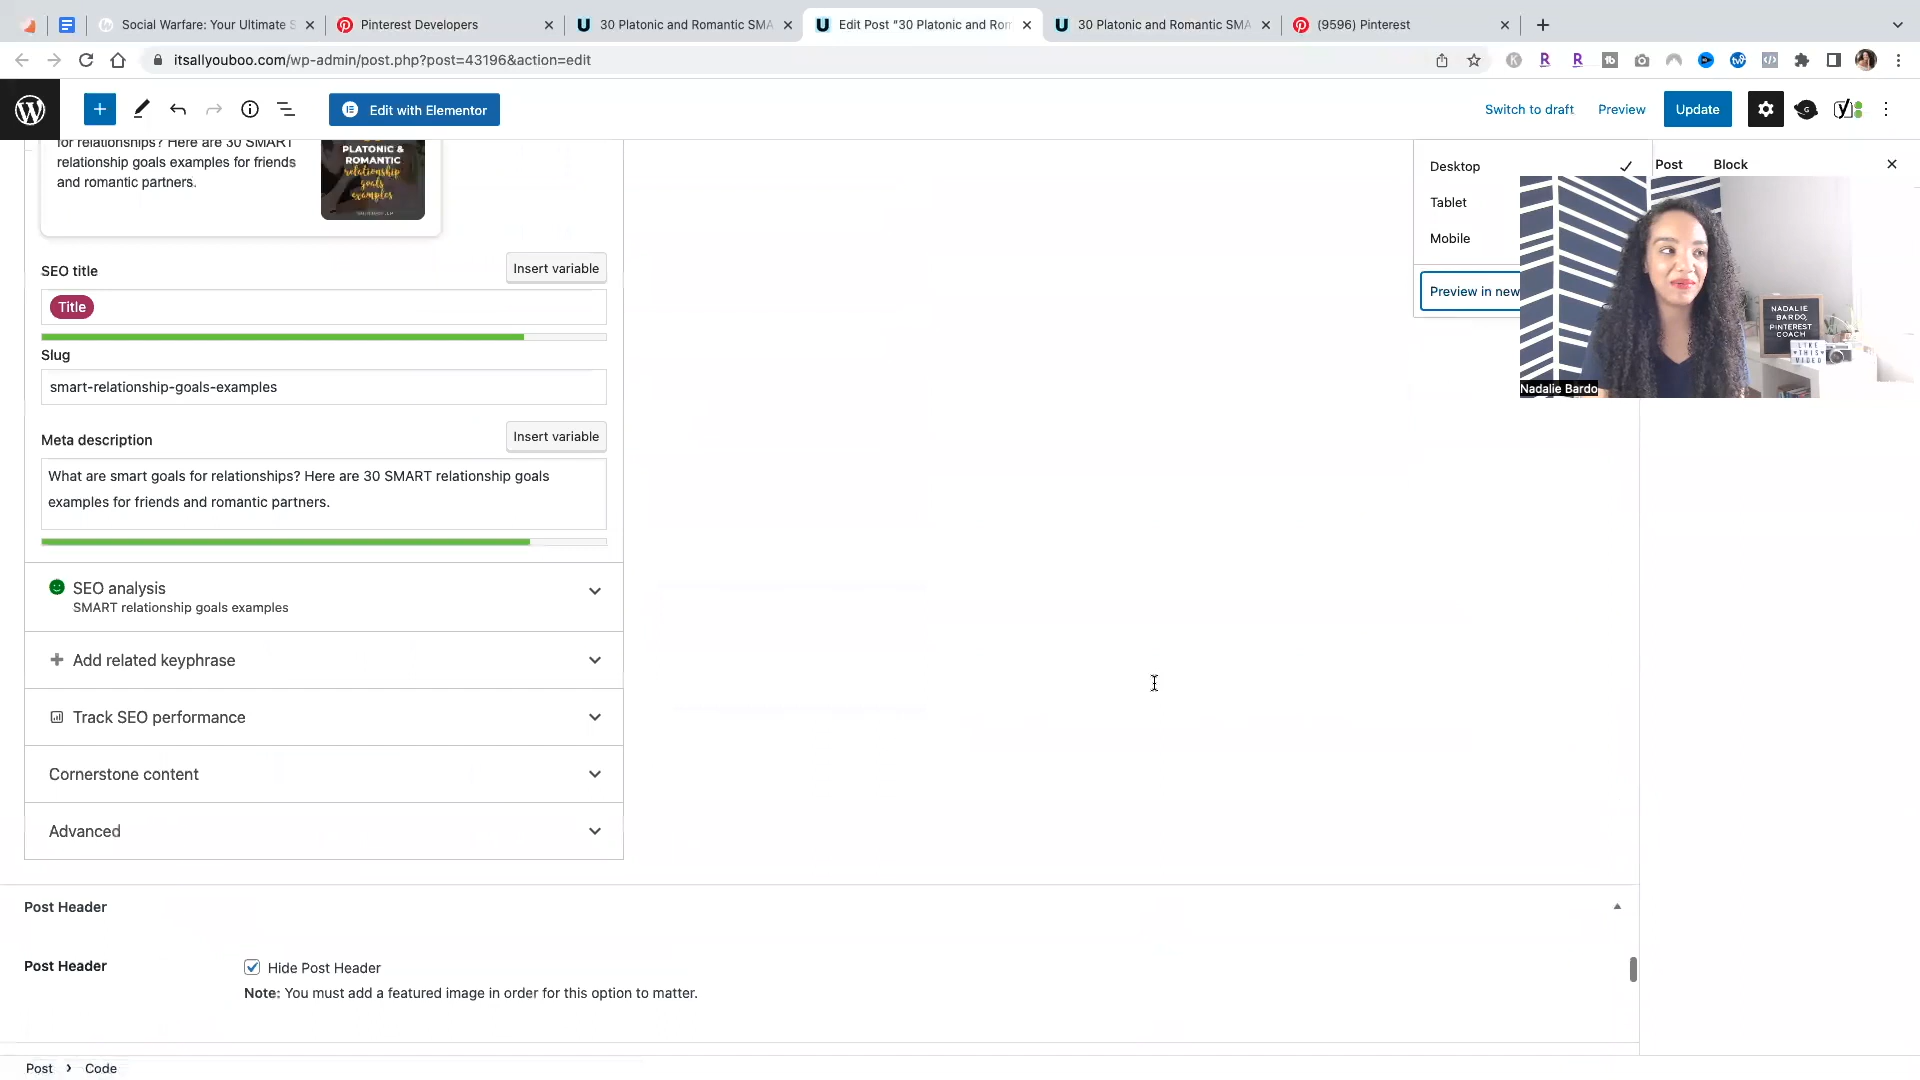 Social Warfare: Your Ultimate S
Pinterest Developers
30 Platonic and Romantic SMA
Edit Post "30 Platonic and Rom
30 Platonic and Romantic SMA
(9596) Pinterest
itsallyouboo.com/wp-admin/post.php?post=43196&action=edit
Edit with Elementor
Switch to draft
Preview
Update
for relationships? Here are 30 SMART
relationship goals examples for friends
and romantic partners.
PLATONIC &
ROMANTIC
relationship
goals
examples
Desktop
Tablet
Mobile
Preview in new
Post
Block
NADALIE
BARDO,
PINTEREST
COACH
LIKE
THIS
VIDEO
Nadalie Bardo
SEO title
Insert variable
Title
Slug
smart-relationship-goals-examples
Meta description
Insert variable
What are smart goals for relationships? Here are 30 SMART relationship goals
examples for friends and romantic partners.
SEO analysis
SMART relationship goals examples
Add related keyphrase
Track SEO performance
Cornerstone content
Advanced
Post Header
Post Header
Hide Post Header
Note: You must add a featured image in order for this option to matter.
Post
Code